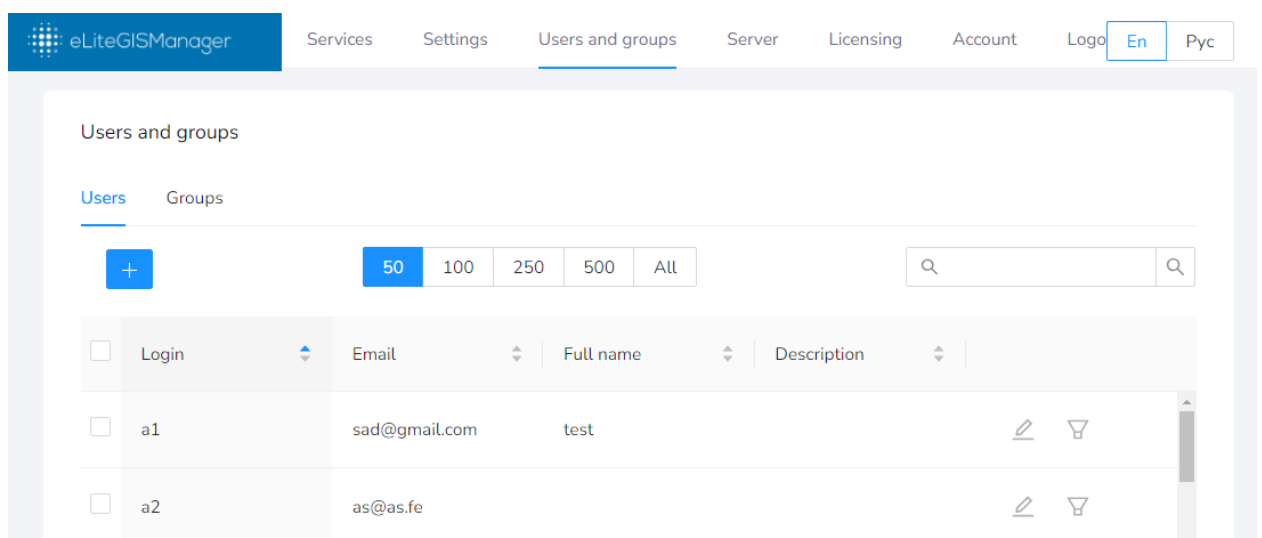 eLiteGISManager Services Settings Users and groups Server Licensing Account Logo En Рус
Users and groups
Users Groups
+ 50 100 250 500 All
Login Email Full name Description
a1 sad@gmail.com test
a2 as@as.fe